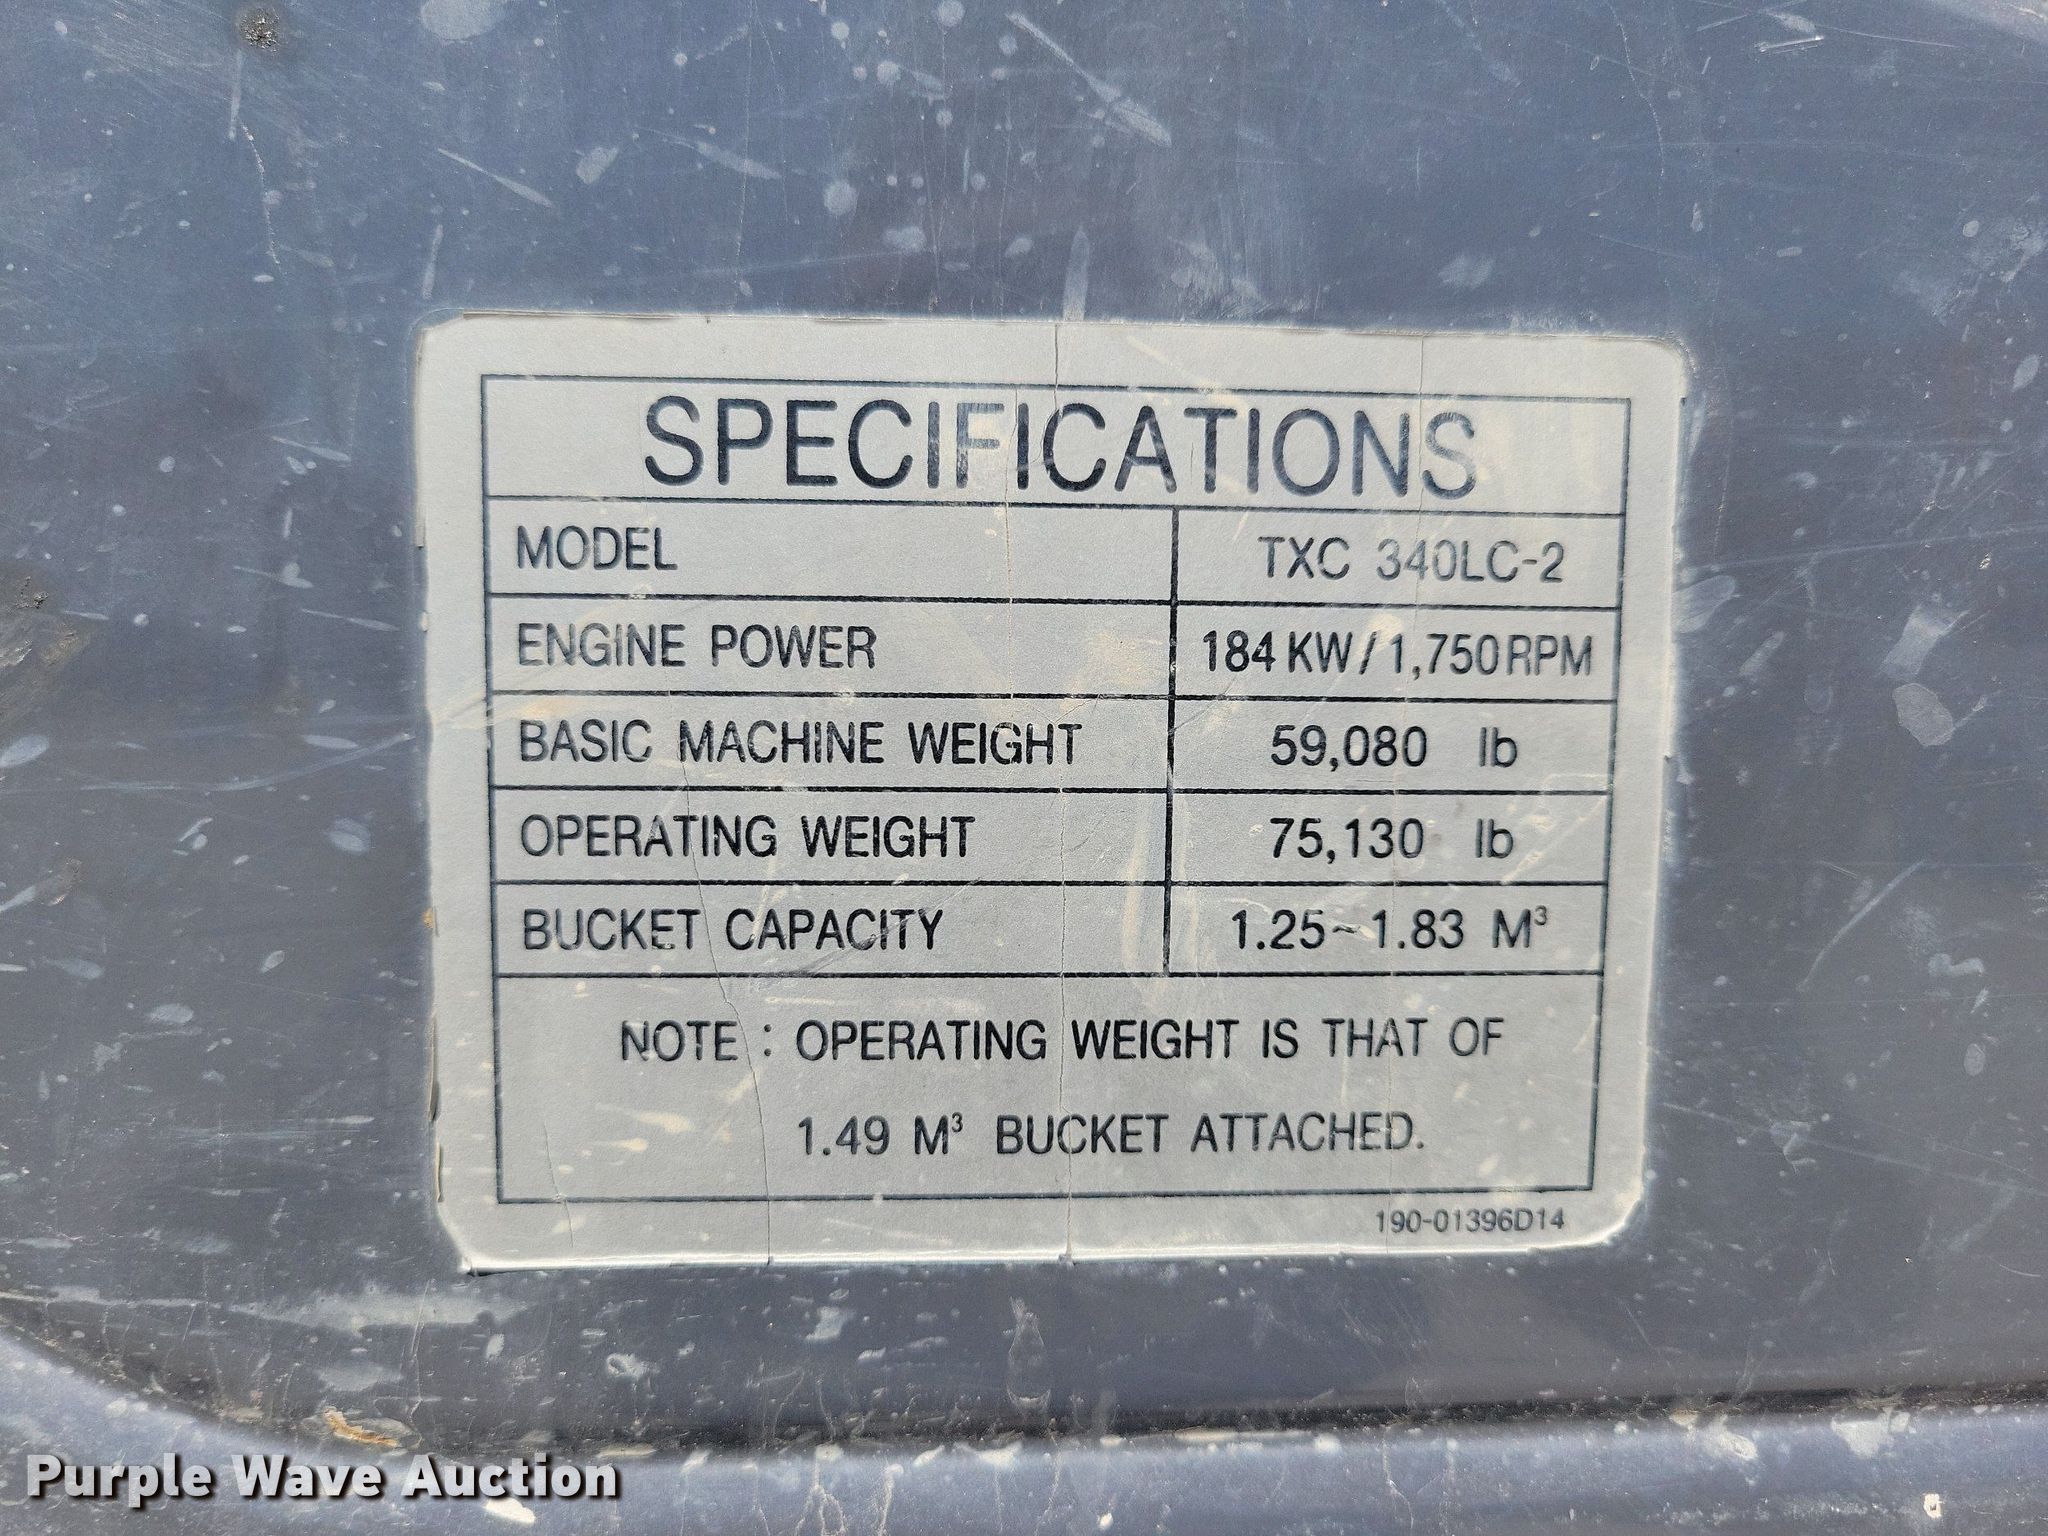 SPECIFICATIONS
MODEL TXC 340LC-2
ENGINE POWER 184 KW / 1,750 RPM
BASIC MACHINE WEIGHT 59,080 lb
OPERATING WEIGHT 75,130 lb
BUCKET CAPACITY 1.25~1.83 M³
NOTE : OPERATING WEIGHT IS THAT OF
1.49 M³ BUCKET ATTACHED.
190-01396D14
Purple Wave Auction